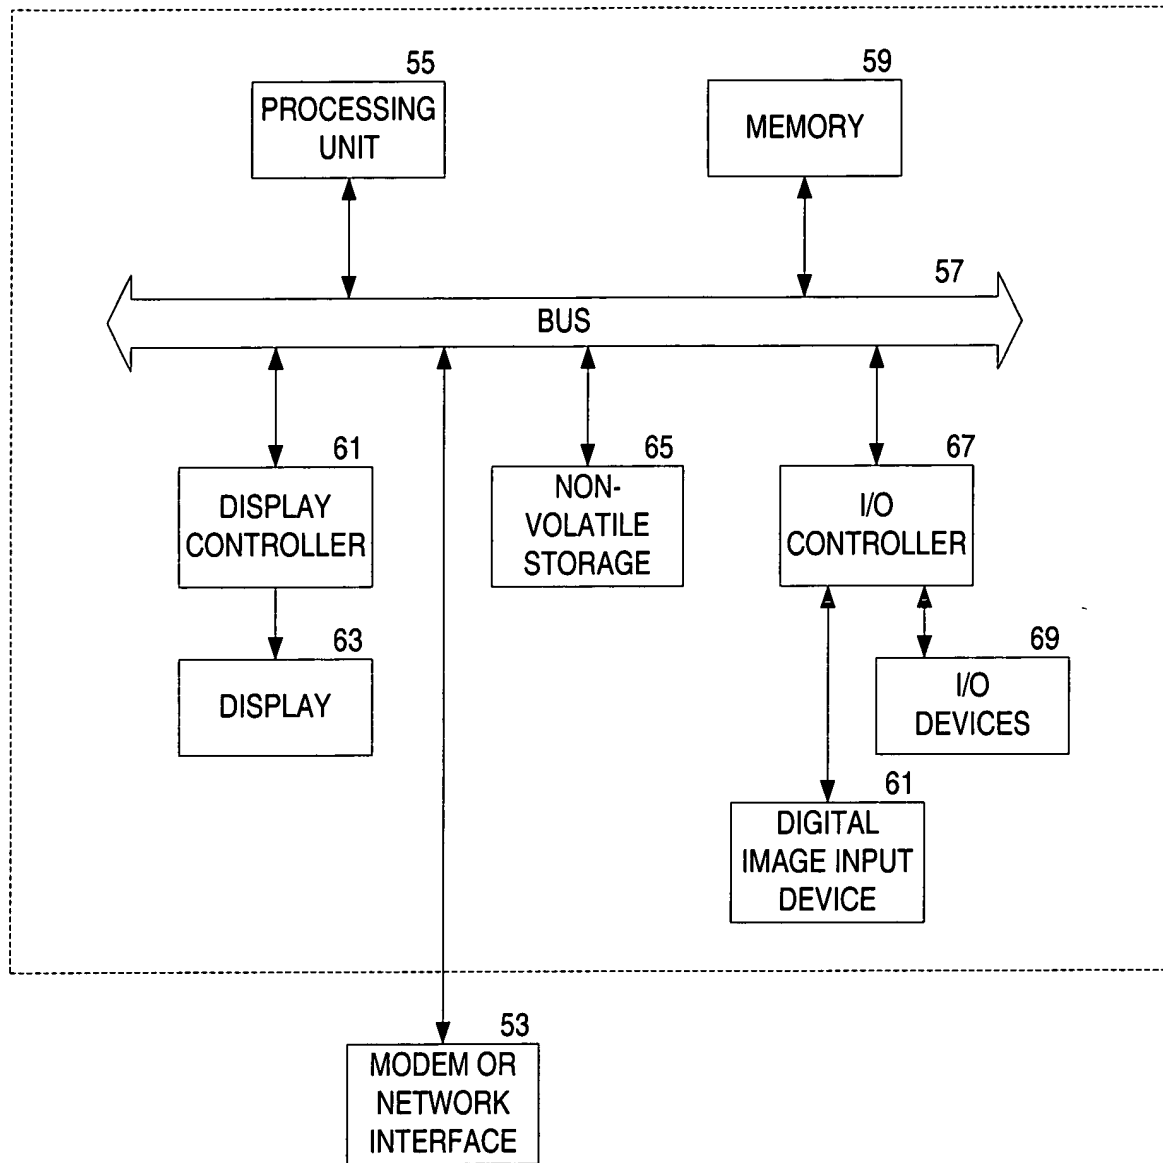 55
PROCESSING
UNIT
59
MEMORY
57
BUS
61
DISPLAY
CONTROLLER
65
NON-
VOLATILE
STORAGE
67
I/O
CONTROLLER
63
DISPLAY
69
I/O
DEVICES
61
DIGITAL
IMAGE INPUT
DEVICE
53
MODEM OR
NETWORK
INTERFACE